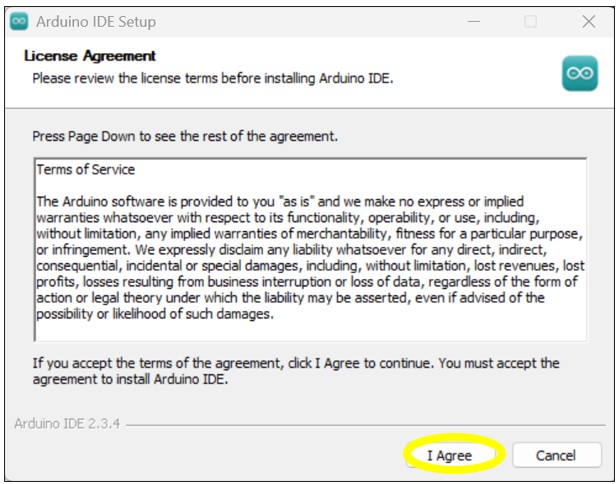 Arduino IDE Setup
License Agreement
Please review the license terms before installing Arduino IDE.
Press Page Down to see the rest of the agreement.
Terms of Service
The Arduino software is provided to you "as is" and we make no express or implied
warranties whatsoever with respect to its functionality, operability, or use, including,
without limitation, any implied warranties of merchantability, fitness for a particular purpose,
or infringement. We expressly disclaim any liability whatsoever for any direct, indirect,
consequential, incidental or special damages, including, without limitation, lost revenues, lost
profits, losses resulting from business interruption or loss of data, regardless of the form of
action or legal theory under which the liability may be asserted, even if advised of the
possibility or likelihood of such damages.
If you accept the terms of the agreement, click I Agree to continue. You must accept the
agreement to install Arduino IDE.
Arduino IDE 2.3.4
I Agree
Cancel